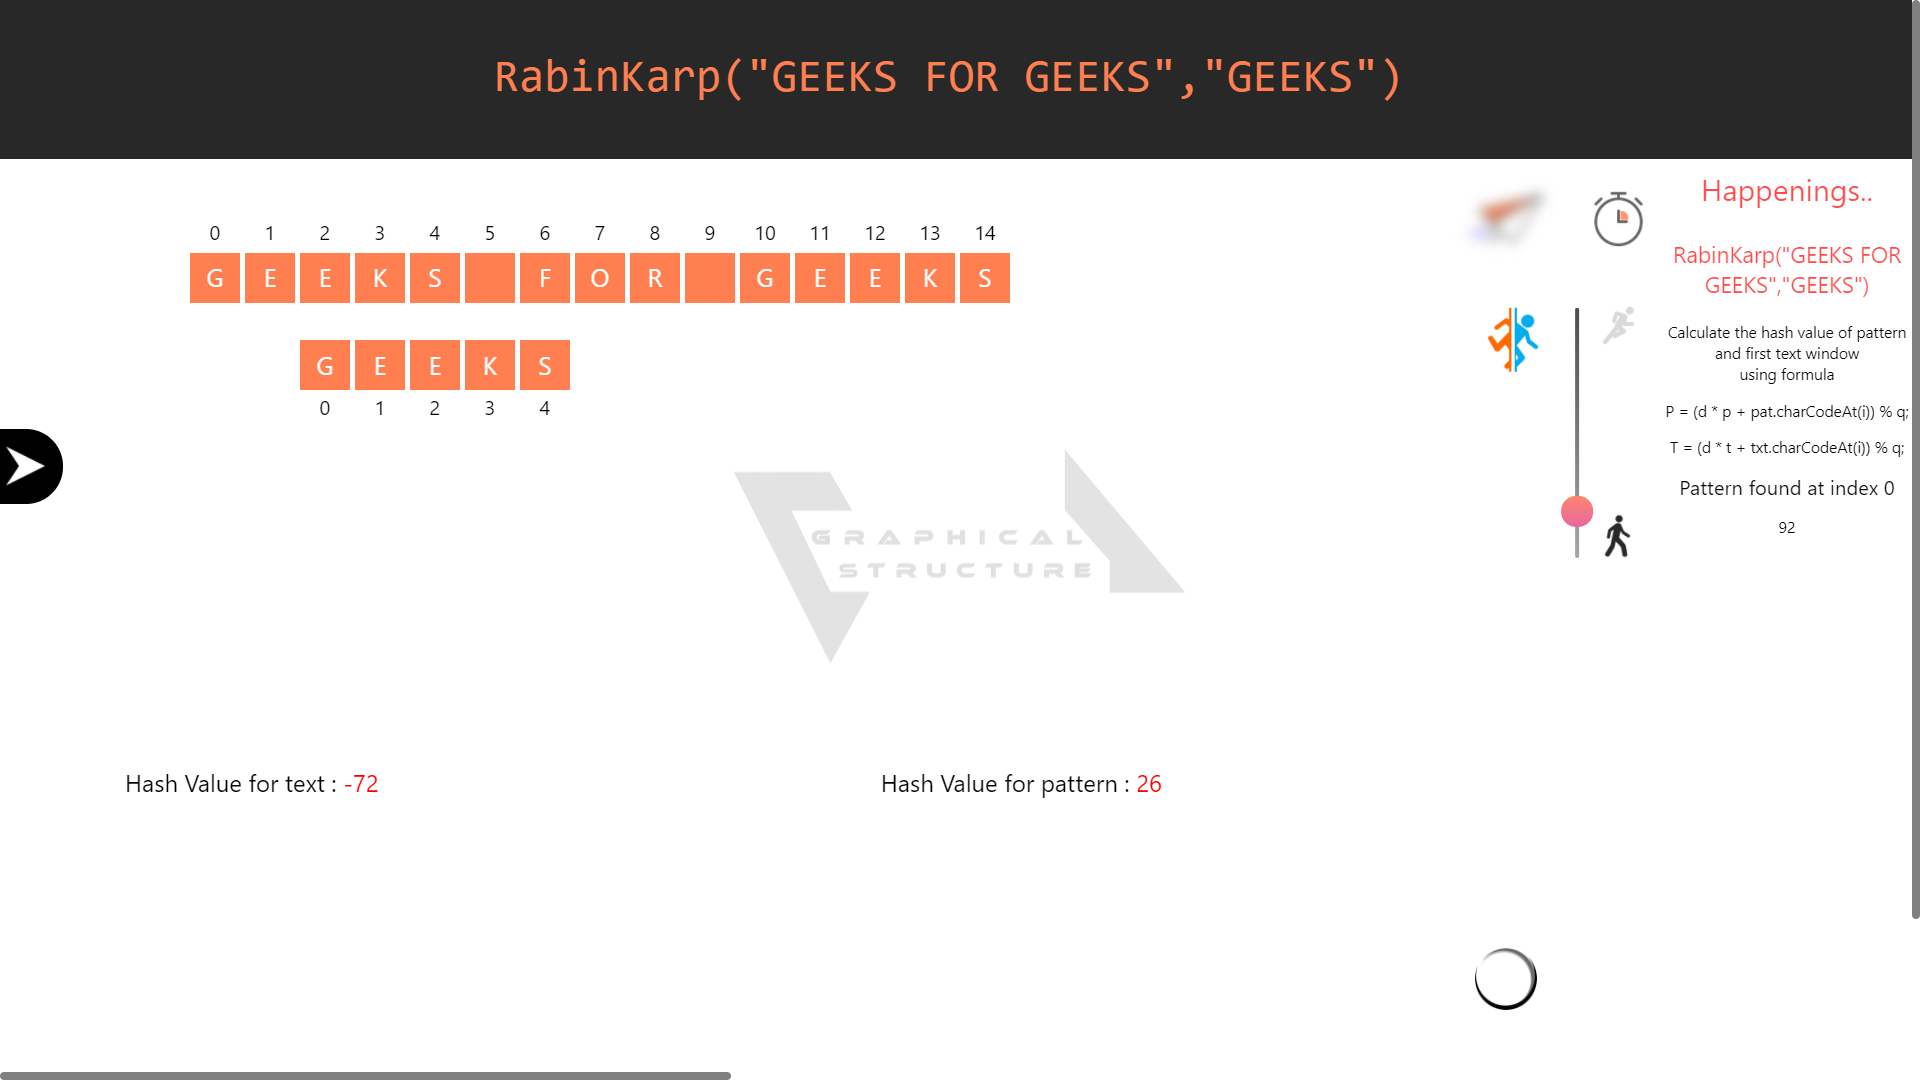 RabinKarp("GEEKS FOR GEEKS","GEEKS")
0 1 2 3 4 5 6 7 8 9 10 11 12 13 14
G E E K S F O R G E E K S
G E E K S
0 1 2 3 4
GRAPHICAL
STRUCTURE
Hash Value for text : -72
Hash Value for pattern : 26
Happenings..
RabinKarp("GEEKS FOR
GEEKS","GEEKS")
Calculate the hash value of pattern
and first text window
using formula
P = (d * p + pat.charCodeAt(i)) % q;
T = (d * t + txt.charCodeAt(i)) % q;
Pattern found at index 0
92